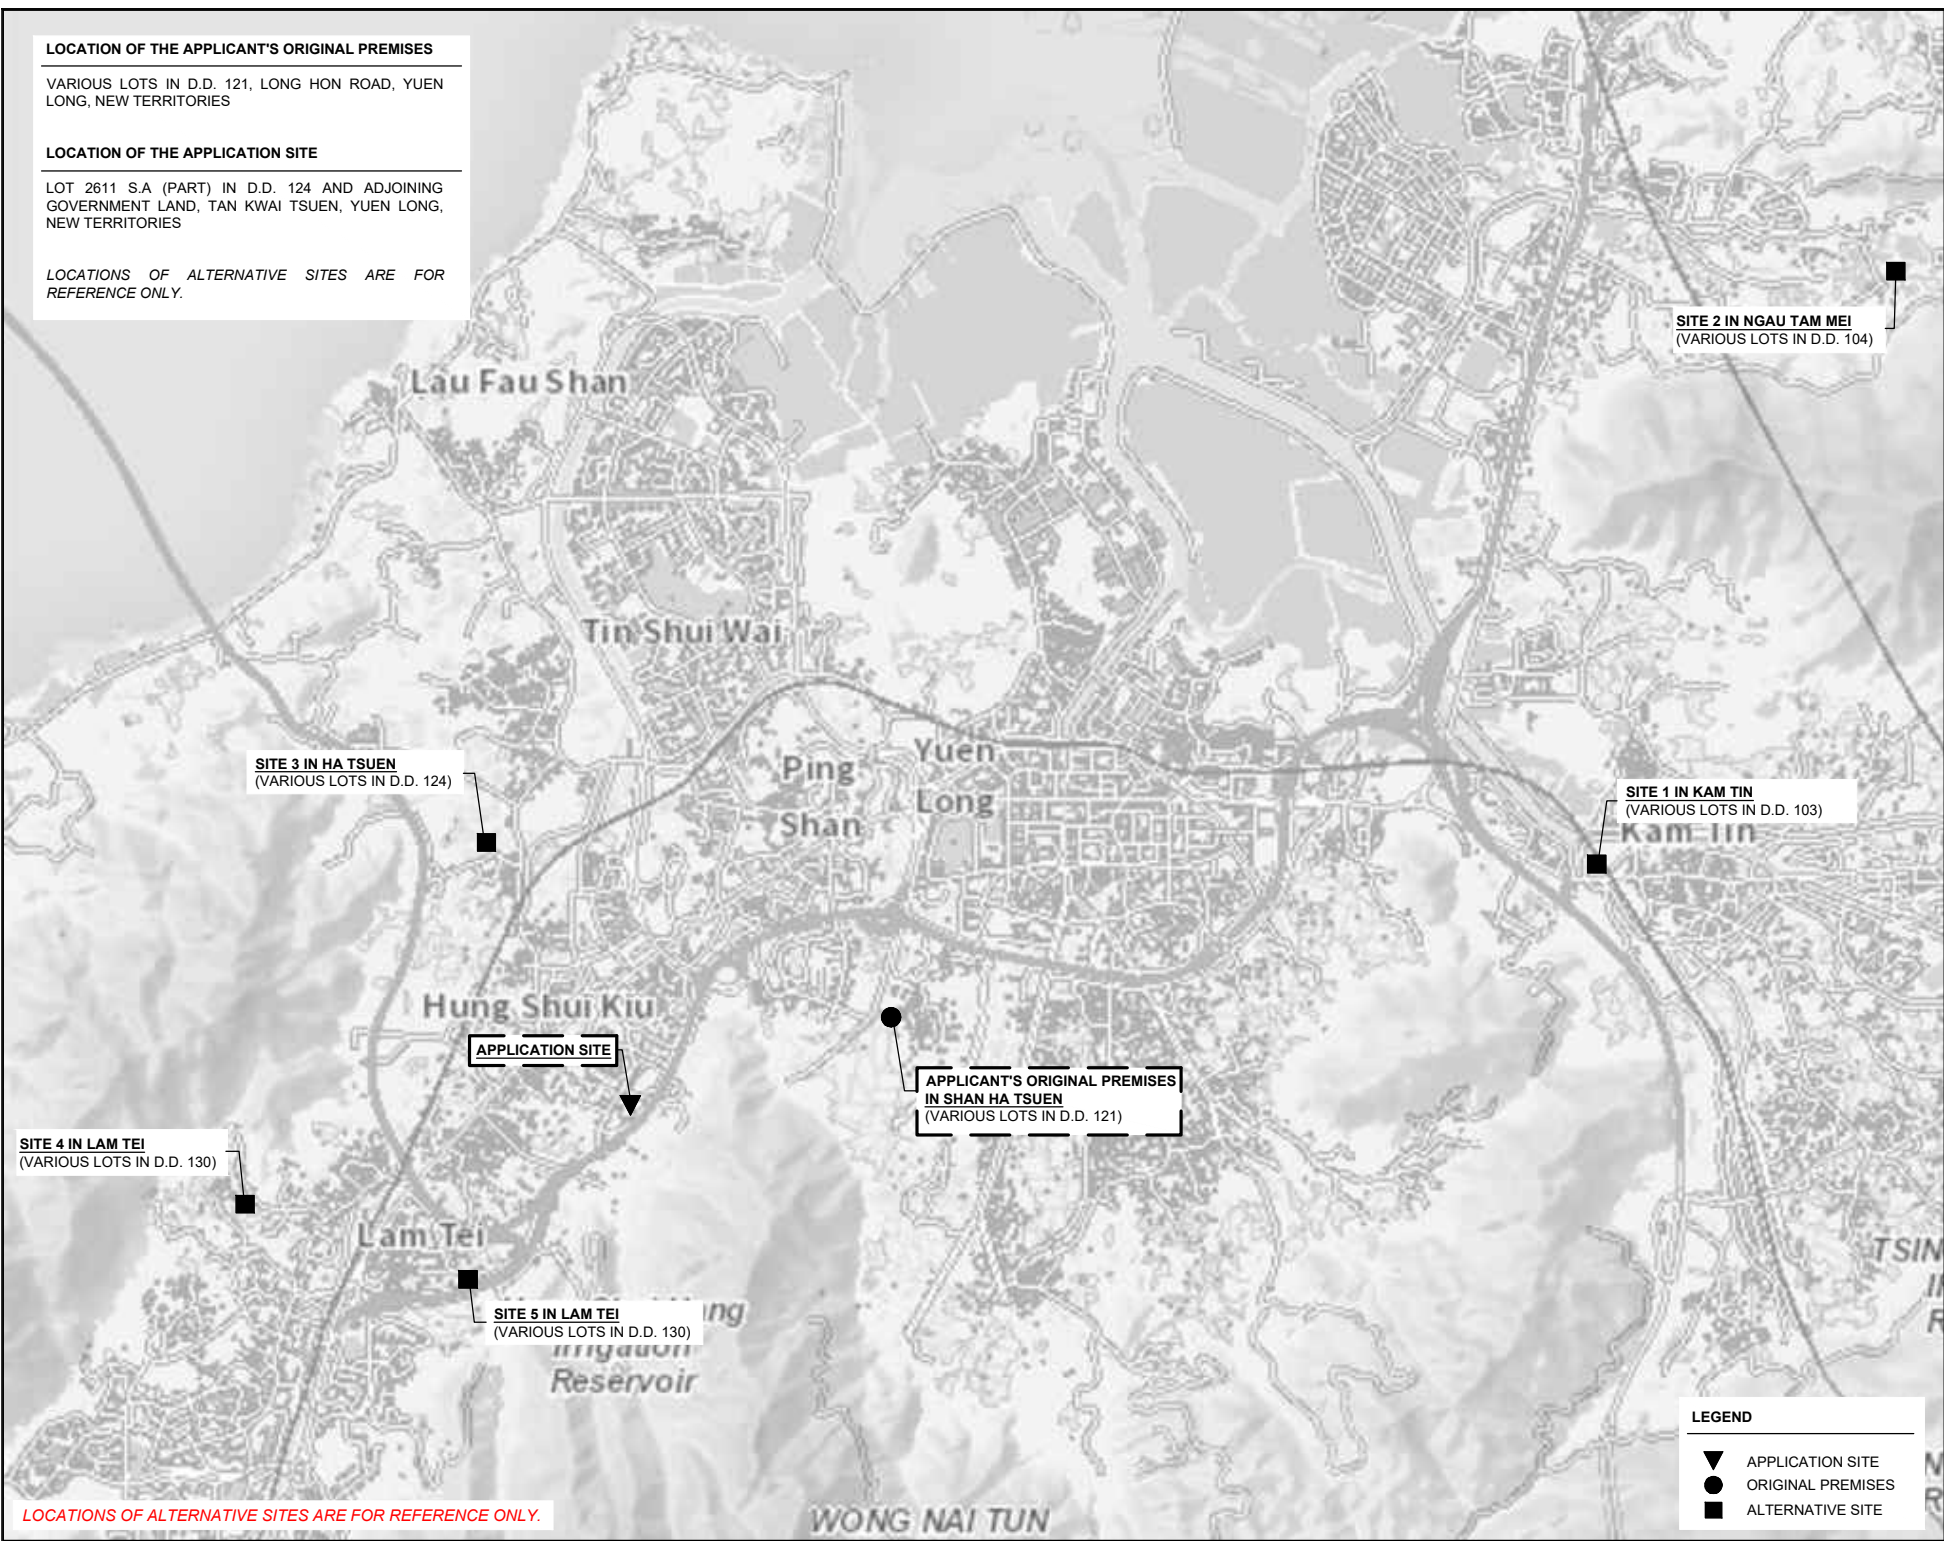 LOCATION OF THE APPLICANT'S ORIGINAL PREMISES
VARIOUS LOTS IN D.D. 121, LONG HON ROAD, YUEN
LONG, NEW TERRITORIES
LOCATION OF THE APPLICATION SITE
LOT 2611 S.A (PART) IN D.D. 124 AND ADJOINING
GOVERNMENT LAND, TAN KWAI TSUEN, YUEN LONG,
NEW TERRITORIES
LOCATIONS OF ALTERNATIVE SITES ARE FOR
REFERENCE ONLY.
SITE 2 IN NGAU TAM MEI
(VARIOUS LOTS IN D.D. 104)
Lau Fau Shan
Tin Shui Wai
SITE 3 IN HA TSUEN
(VARIOUS LOTS IN D.D. 124)
Ping
Shan
Yuen
Long
SITE 1 IN KAM TIN
(VARIOUS LOTS IN D.D. 103)
Kam Tin
Hung Shui Kiu
APPLICATION SITE
APPLICANT'S ORIGINAL PREMISES
IN SHAN HA TSUEN
(VARIOUS LOTS IN D.D. 121)
SITE 4 IN LAM TEI
(VARIOUS LOTS IN D.D. 130)
Lam Tei
SITE 5 IN LAM TEI
(VARIOUS LOTS IN D.D. 130)
Irrigation
Reservoir
TSIN
WONG NAI TUN
LEGEND
APPLICATION SITE
ORIGINAL PREMISES
ALTERNATIVE SITE
LOCATIONS OF ALTERNATIVE SITES ARE FOR REFERENCE ONLY.